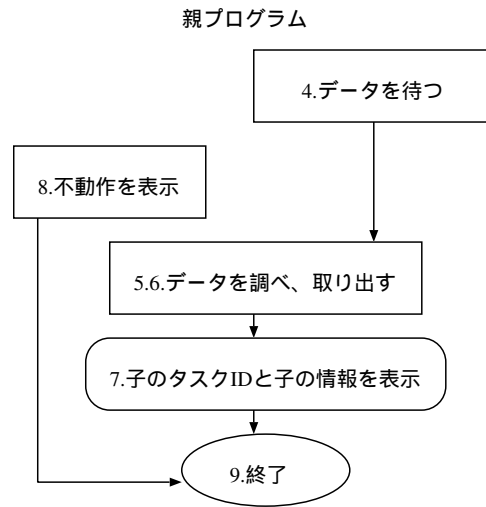 親プログラム
4.データを待つ
8.不動作を表示
5.6.データを調べ、取り出す
7.子のタスクIDと子の情報を表示
9.終了